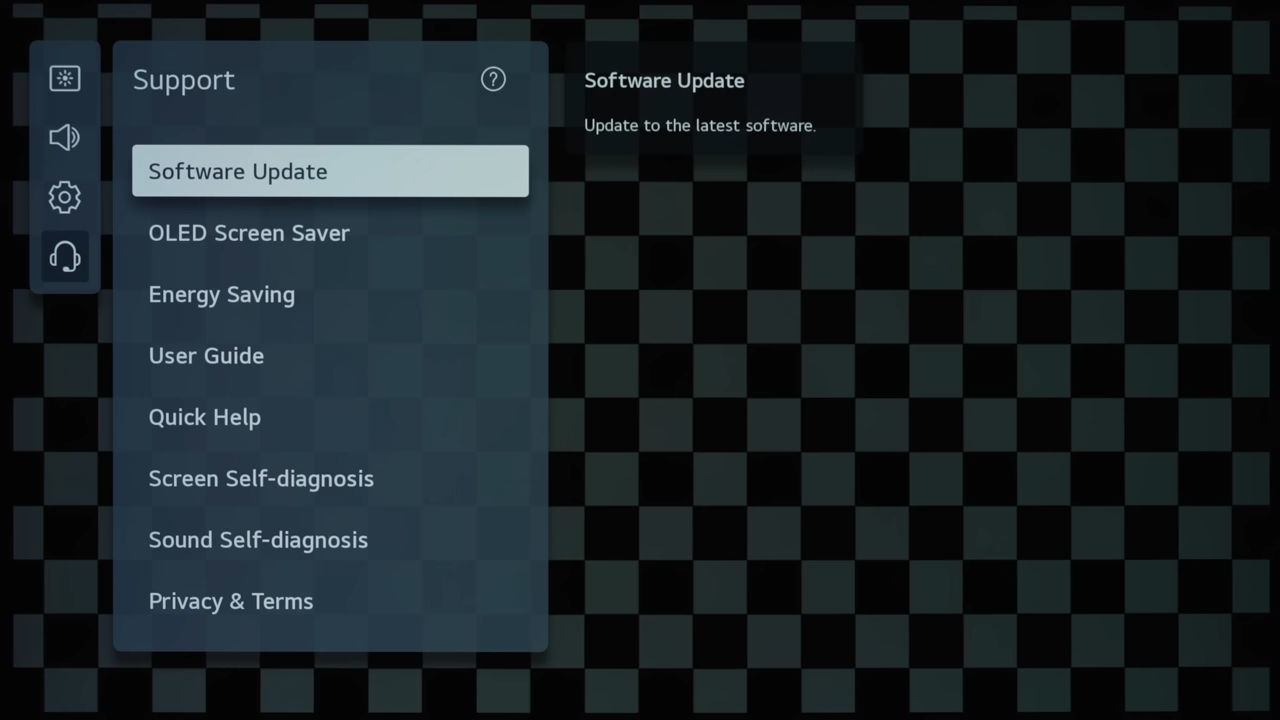 Support
Software Update
OLED Screen Saver
Energy Saving
User Guide
Quick Help
Screen Self-diagnosis
Sound Self-diagnosis
Privacy & Terms
Software Update
Update to the latest software.